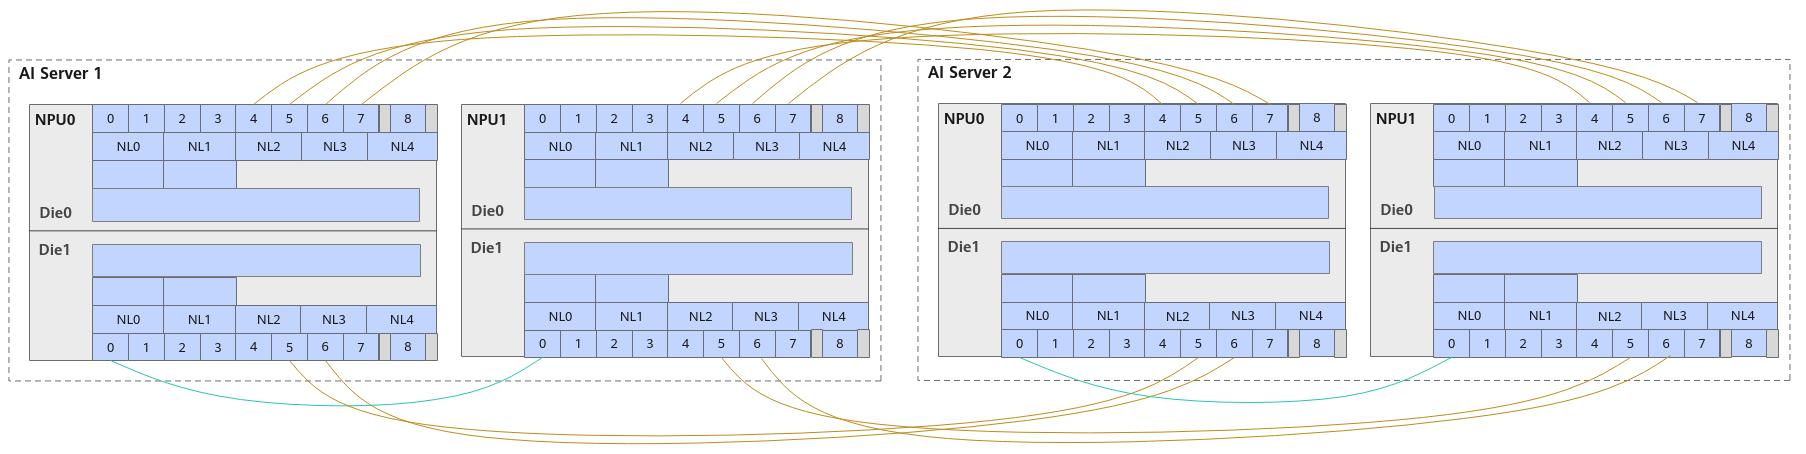 AI Server 1
NPU0 0 1 2 3 4 5 6 7 8
NL0 NL1 NL2 NL3 NL4
Die0
Die1
NL0 NL1 NL2 NL3 NL4
0 1 2 3 4 5 6 7 8
NPU1 0 1 2 3 4 5 6 7 8
NL0 NL1 NL2 NL3 NL4
Die0
Die1
NL0 NL1 NL2 NL3 NL4
0 1 2 3 4 5 6 7 8
AI Server 2
NPU0 0 1 2 3 4 5 6 7 8
NL0 NL1 NL2 NL3 NL4
Die0
Die1
NL0 NL1 NL2 NL3 NL4
0 1 2 3 4 5 6 7 8
NPU1 0 1 2 3 4 5 6 7 8
NL0 NL1 NL2 NL3 NL4
Die0
Die1
NL0 NL1 NL2 NL3 NL4
0 1 2 3 4 5 6 7 8